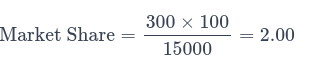 Market Share = 300 × 100 / 15000 = 2.00